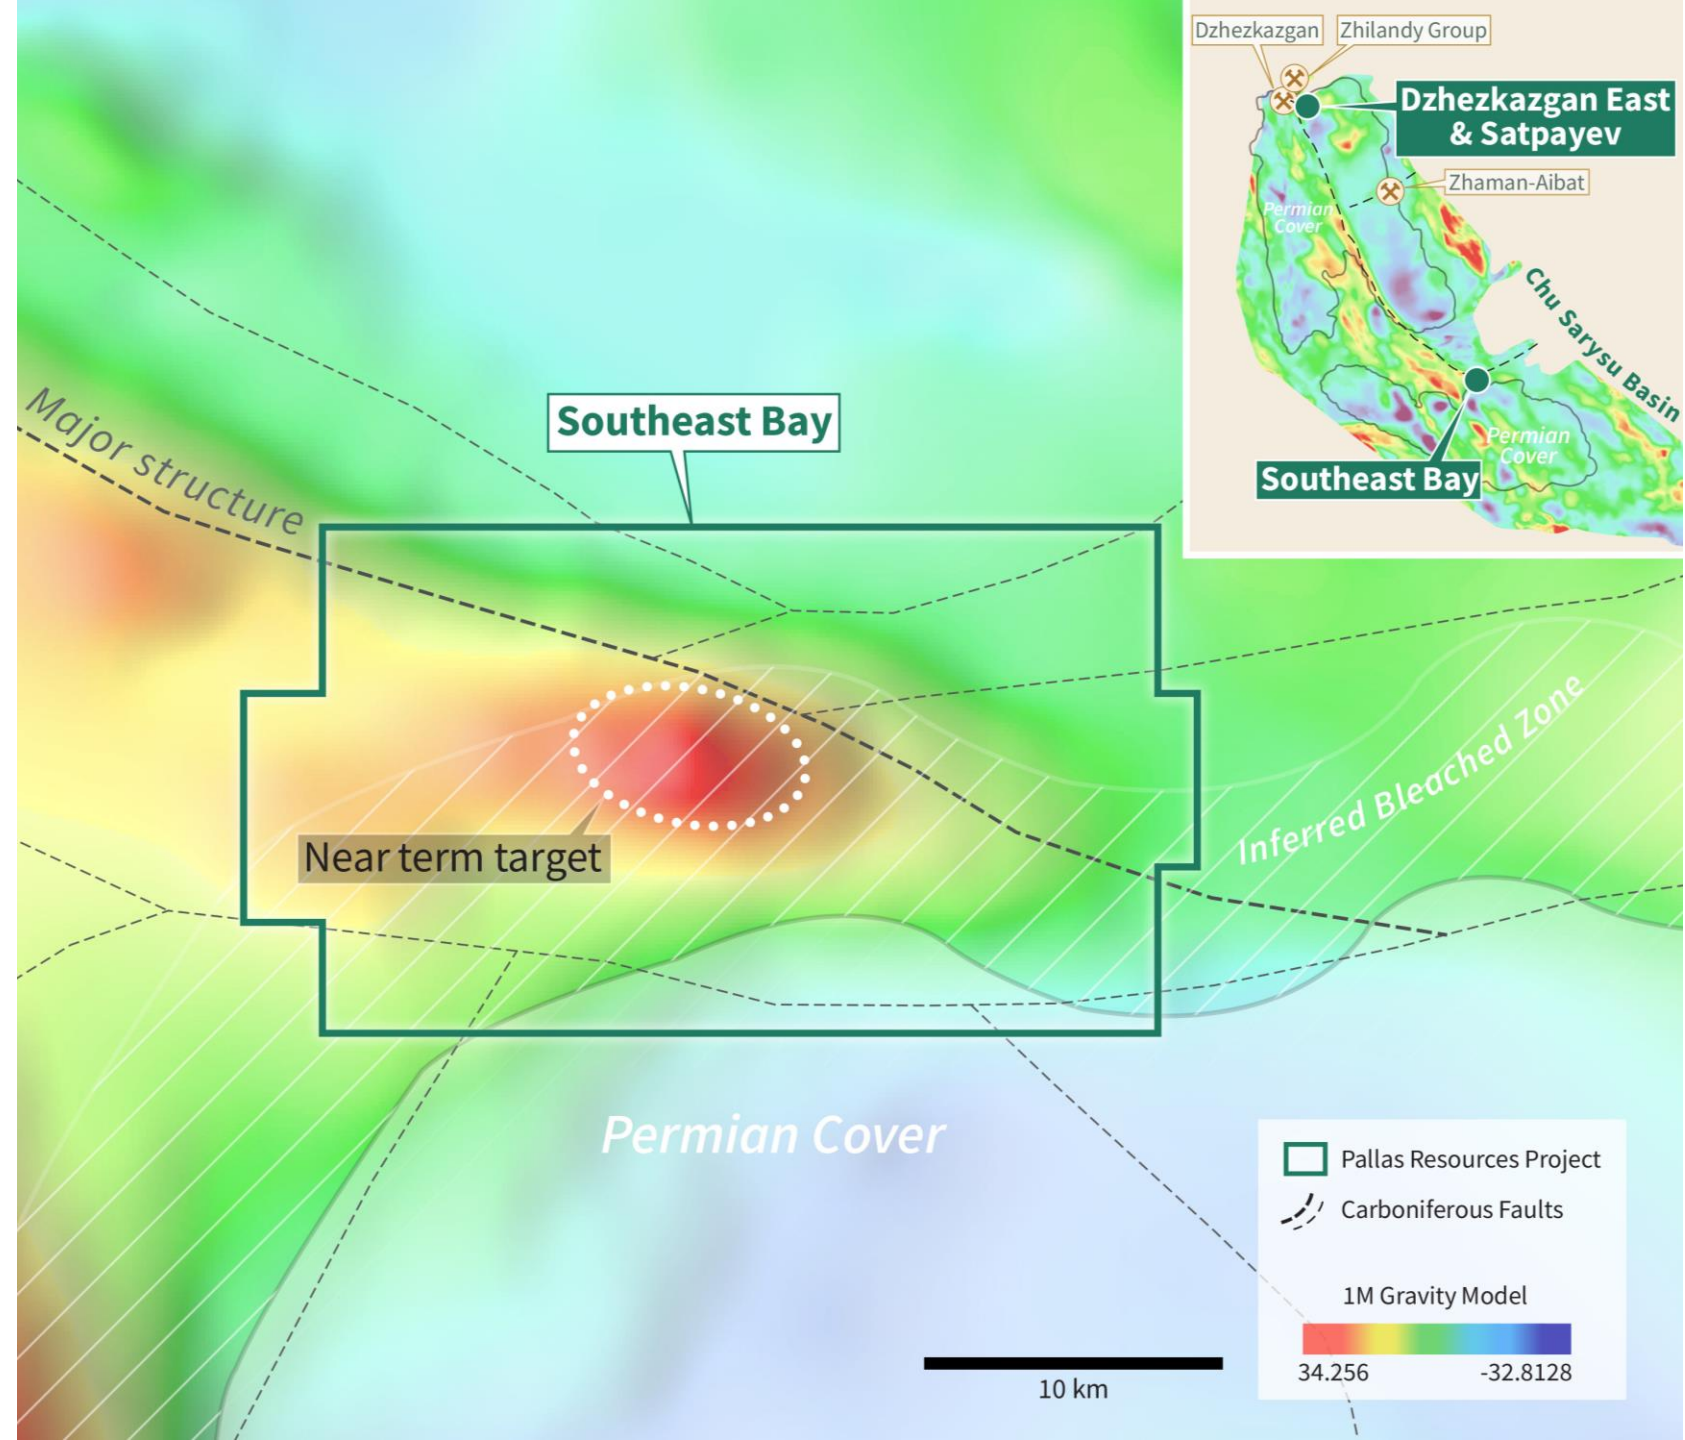 Dzhezkazgan
Zhilandy Group
Dzhezkazgan East
& Satpayev
Zhaman-Aibat
Permian
Cover
Chu Sarysu Basin
Permian
Cover
Southeast Bay
Major structure
Southeast Bay
Near term target
Inferred Bleached Zone
Permian Cover
Pallas Resources Project
Carboniferous Faults
1M Gravity Model
34.256
-32.8128
10 km